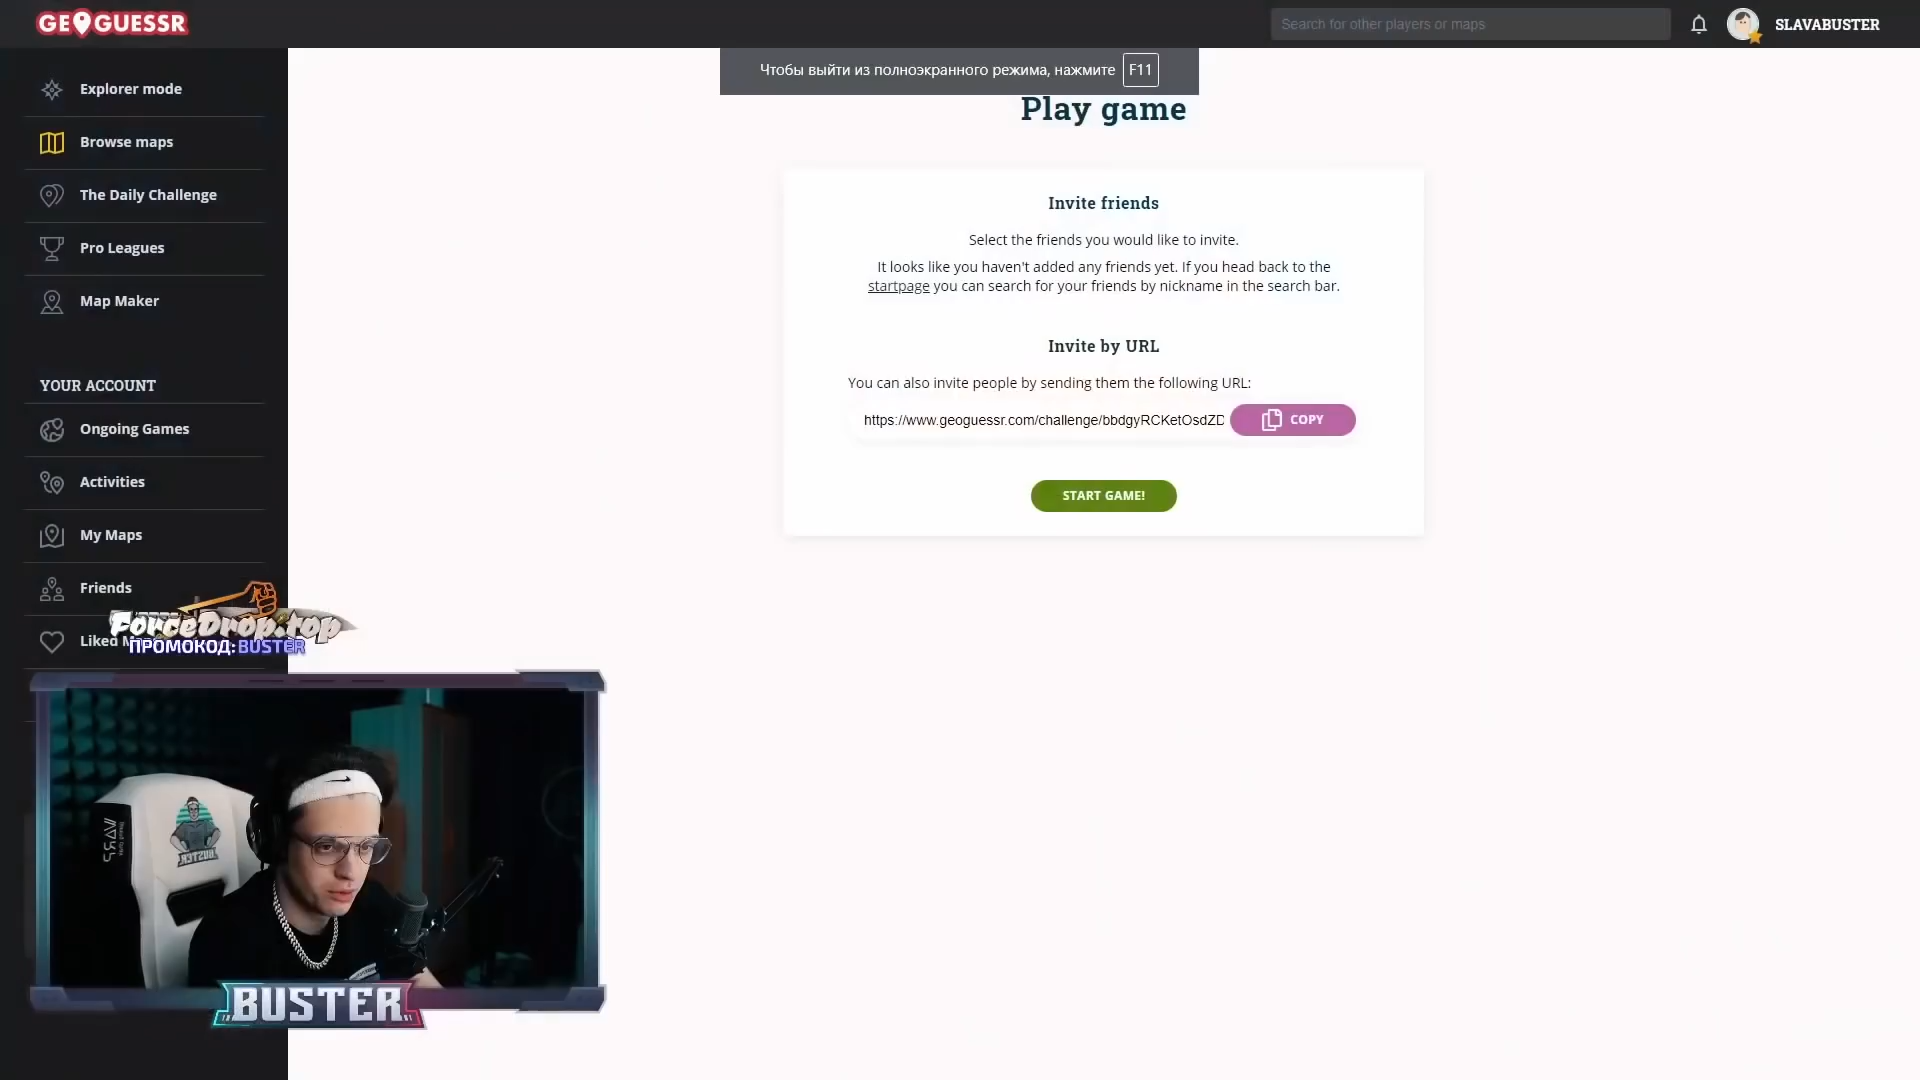 GEOGUESSR
Search for other players or maps
SLAVABUSTER
Explorer mode
Browse maps
The Daily Challenge
Pro Leagues
Map Maker
YOUR ACCOUNT
Ongoing Games
Activities
My Maps
Friends
Liked
Чтобы выйти из полноэкранного режима, нажмите F11
Play game
Invite friends
Select the friends you would like to invite.
It looks like you haven't added any friends yet. If you head back to the
startpage you can search for your friends by nickname in the search bar.
Invite by URL
You can also invite people by sending them the following URL:
https://www.geoguessr.com/challenge/bbdgyRCKetOsdZD
COPY
START GAME!
ForceDrop.top
ПРОМОКОД: BUSTER
BUSTER
BUSTER